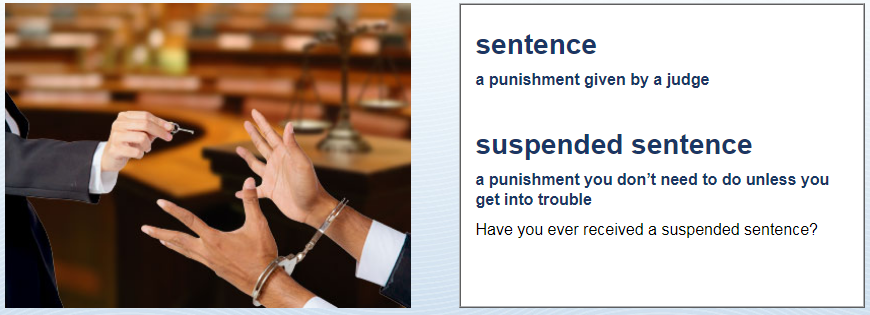 sentence
a punishment given by a judge
suspended sentence
a punishment you don’t need to do unless you
get into trouble
Have you ever received a suspended sentence?